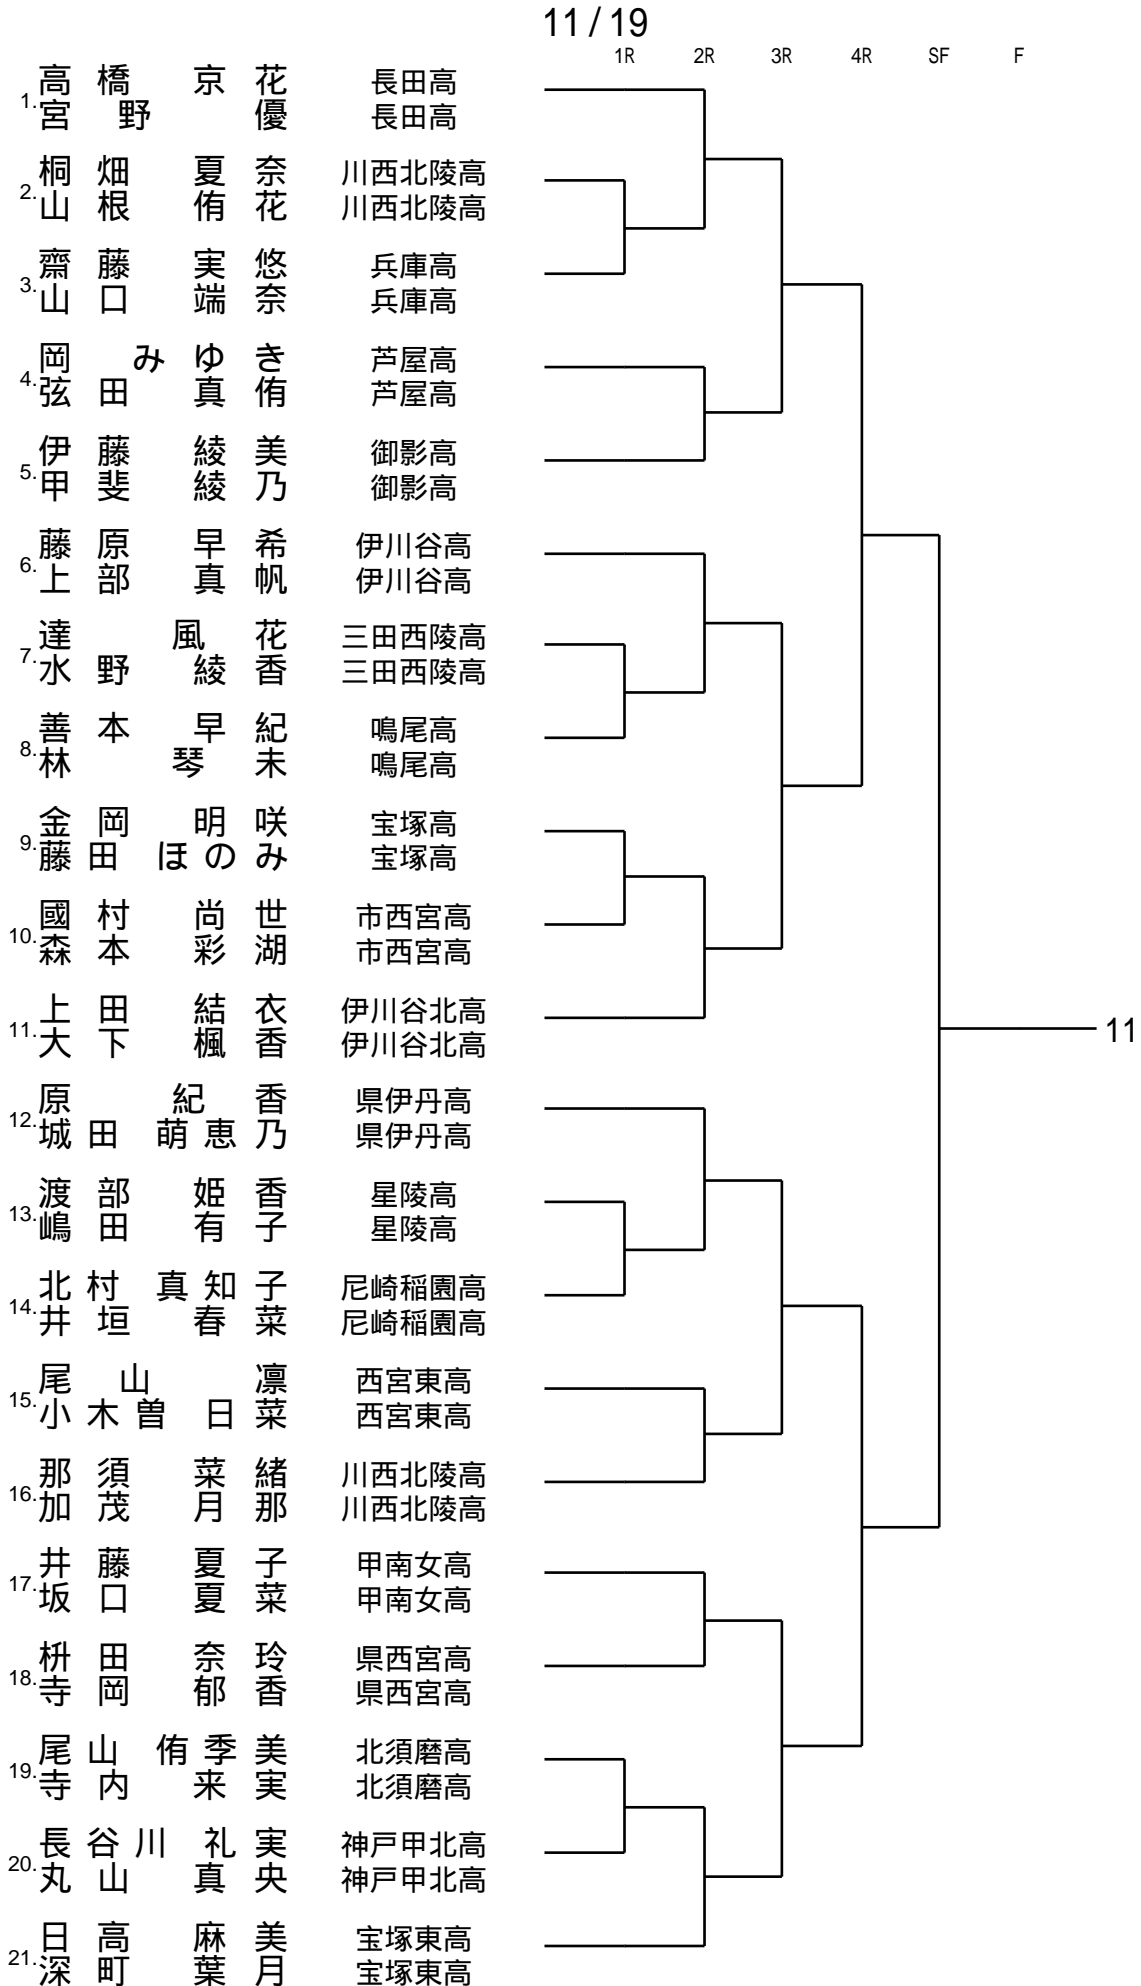 11/19
1R 2R 3R 4R SF F
1. 高橋 京花 長田高
宮野 優 長田高
2. 桐畑 夏奈 川西北陵高
山根 侑花 川西北陵高
3. 齋藤 実悠 兵庫高
山口 端奈 兵庫高
4. 岡 みゆき 芦屋高
弦田 真侑 芦屋高
5. 伊藤 綾美 御影高
甲斐 綾乃 御影高
6. 藤原 早希 伊川谷高
上部 真帆 伊川谷高
7. 達 風花 三田西陵高
水野 綾香 三田西陵高
8. 善本 早紀 鳴尾高
林 琴未 鳴尾高
9. 金岡 明咲 宝塚高
藤田 ほのみ 宝塚高
10. 國村 尚世 市西宮高
森本 彩湖 市西宮高
11. 上田 結衣 伊川谷北高
大下 楓香 伊川谷北高
11
12. 原 紀香 県伊丹高
城田 萌恵乃 県伊丹高
13. 渡部 姫香 星陵高
嶋田 有子 星陵高
14. 北村 真知子 尼崎稲園高
井垣 春菜 尼崎稲園高
15. 尾山 凛 西宮東高
小木曽 日菜 西宮東高
16. 那須 菜緒 川西北陵高
加茂 月那 川西北陵高
17. 井藤 夏子 甲南女高
坂口 夏菜 甲南女高
18. 枡田 奈玲 県西宮高
寺岡 郁香 県西宮高
19. 尾山 侑季美 北須磨高
寺内 来実 北須磨高
20. 長谷川 礼実 神戸甲北高
丸山 真央 神戸甲北高
21. 日高 麻美 宝塚東高
深町 葉月 宝塚東高